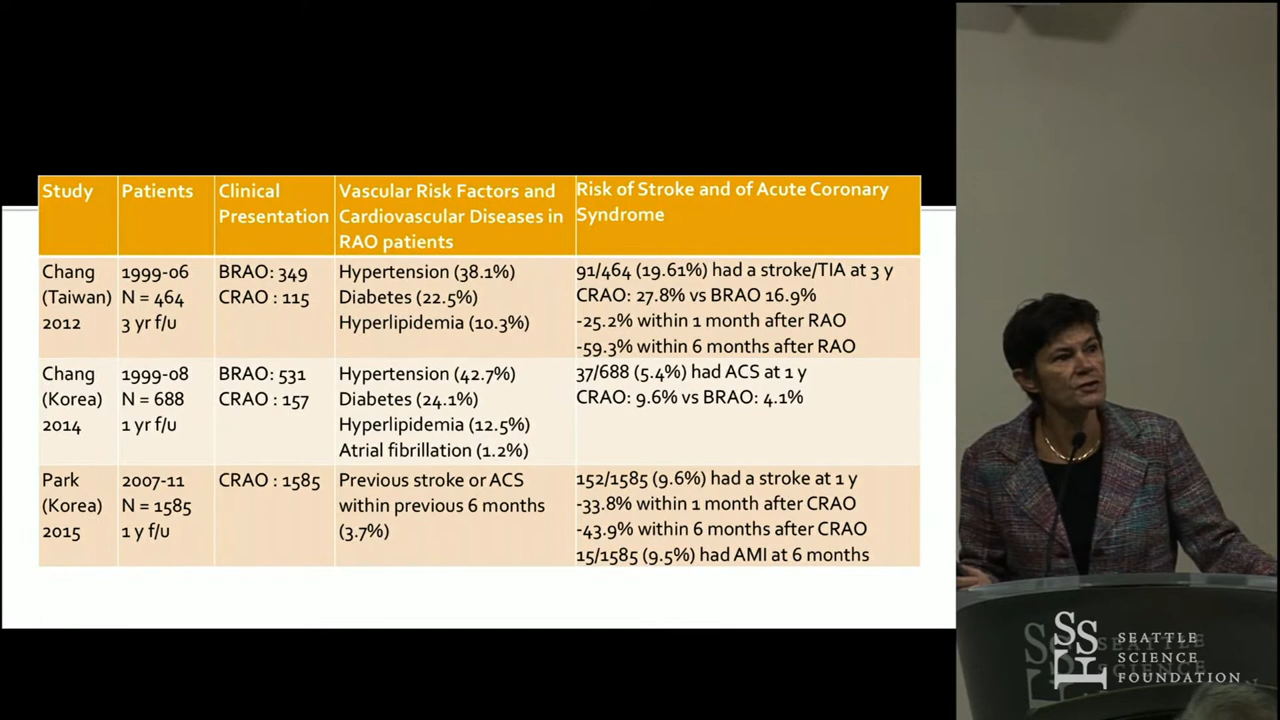 Study
Patients
Clinical
Presentation
Vascular Risk Factors and
Cardiovascular Diseases in
RAO patients
Risk of Stroke and of Acute Coronary
Syndrome
Chang
(Taiwan)
2012
1999-06
N = 464
3 yr f/u
BRAO: 349
CRAO : 115
Hypertension (38.1%)
Diabetes (22.5%)
Hyperlipidemia (10.3%)
91/464 (19.61%) had a stroke/TIA at 3 y
CRAO: 27.8% vs BRAO 16.9%
-25.2% within 1 month after RAO
-59.3% within 6 months after RAO
Chang
(Korea)
2014
1999-08
N = 688
1 yr f/u
BRAO: 531
CRAO : 157
Hypertension (42.7%)
Diabetes (24.1%)
Hyperlipidemia (12.5%)
Atrial fibrillation (1.2%)
37/688 (5.4%) had ACS at 1 y
CRAO: 9.6% vs BRAO: 4.1%
Park
(Korea)
2015
2007-11
N = 1585
1 y f/u
CRAO : 1585
Previous stroke or ACS
within previous 6 months
(3.7%)
152/1585 (9.6%) had a stroke at 1 y
-33.8% within 1 month after CRAO
-43.9% within 6 months after CRAO
15/1585 (9.5%) had AMI at 6 months
SSF
SEATTLE
SCIENCE
FOUNDATION